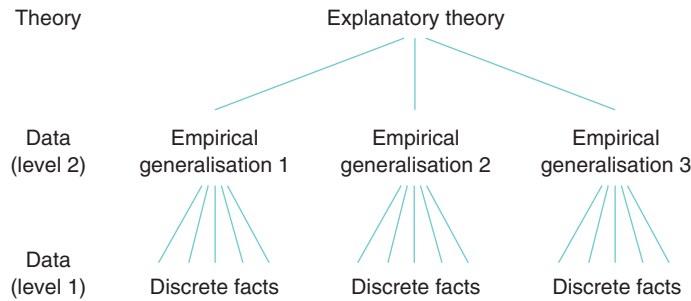 Theory Explanatory theory
Data Empirical Empirical Empirical
(level 2) generalisation 1 generalisation 2 generalisation 3
Data
(level 1) Discrete facts Discrete facts Discrete facts